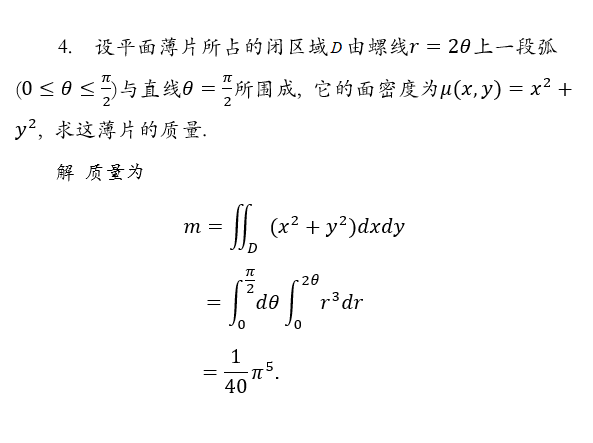 4. 设平面薄片所占的闭区域D由螺线r = 2θ上一段弧
(0 ≤ θ ≤ π/2)与直线θ = π/2所围成, 它的面密度为μ(x, y) = x² +
y², 求这薄片的质量.
解 质量为
m = ∬_D (x² + y²)dxdy
= ∫_0^{π/2} dθ ∫_0^{2θ} r³dr
= 1/40 π⁵.